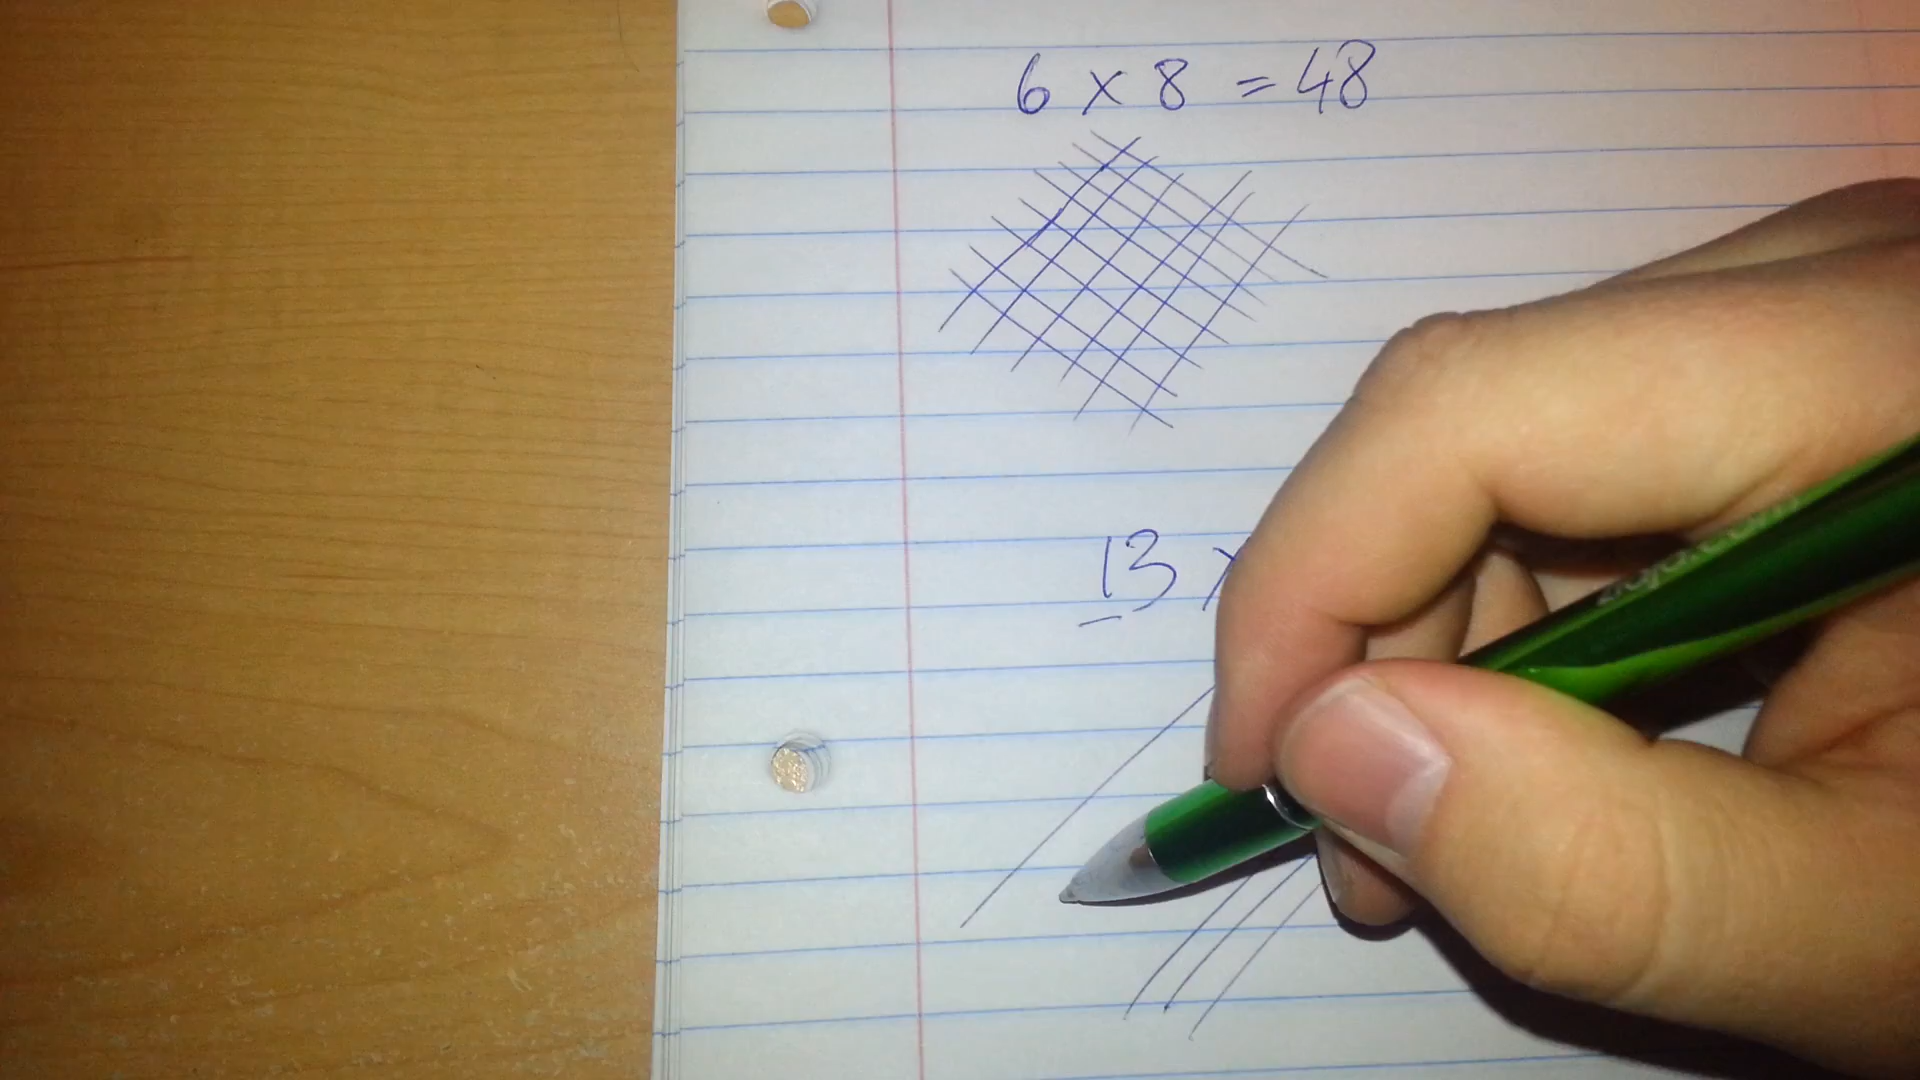 6 x 8 = 48
13 x